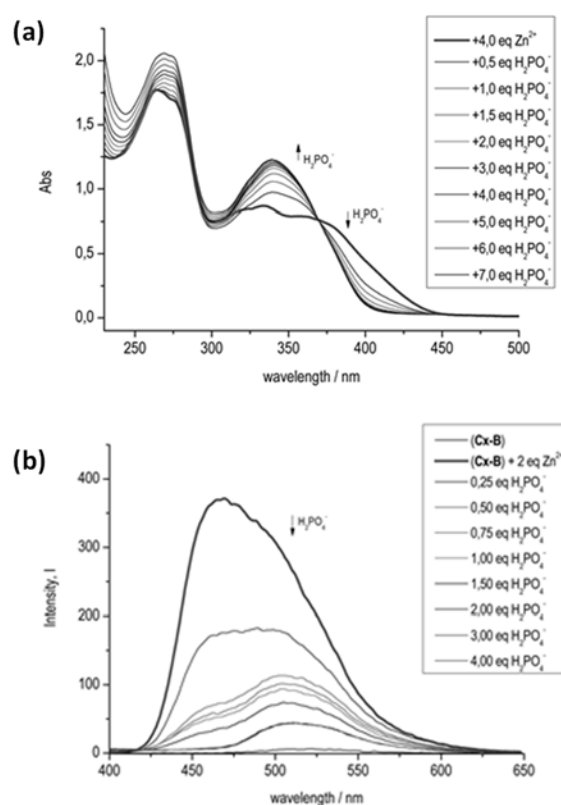 (a)
Abs
2,0
1,5
1,0
0,5
0,0
H₂PO₄⁻
H₂PO₄⁻
250 300 350 400 450 500
wavelength / nm
+4,0 eq Zn²⁺
+0,5 eq H₂PO₄⁻
+1,0 eq H₂PO₄⁻
+1,5 eq H₂PO₄⁻
+2,0 eq H₂PO₄⁻
+3,0 eq H₂PO₄⁻
+4,0 eq H₂PO₄⁻
+5,0 eq H₂PO₄⁻
+6,0 eq H₂PO₄⁻
+7,0 eq H₂PO₄⁻
(b)
Intensity, I
400
300
200
100
0
H₂PO₄⁻
400 450 500 550 600 650
wavelength / nm
(Cx-B)
(Cx-B) + 2 eq Zn²⁺
0,25 eq H₂PO₄⁻
0,50 eq H₂PO₄⁻
0,75 eq H₂PO₄⁻
1,00 eq H₂PO₄⁻
1,50 eq H₂PO₄⁻
2,00 eq H₂PO₄⁻
3,00 eq H₂PO₄⁻
4,00 eq H₂PO₄⁻